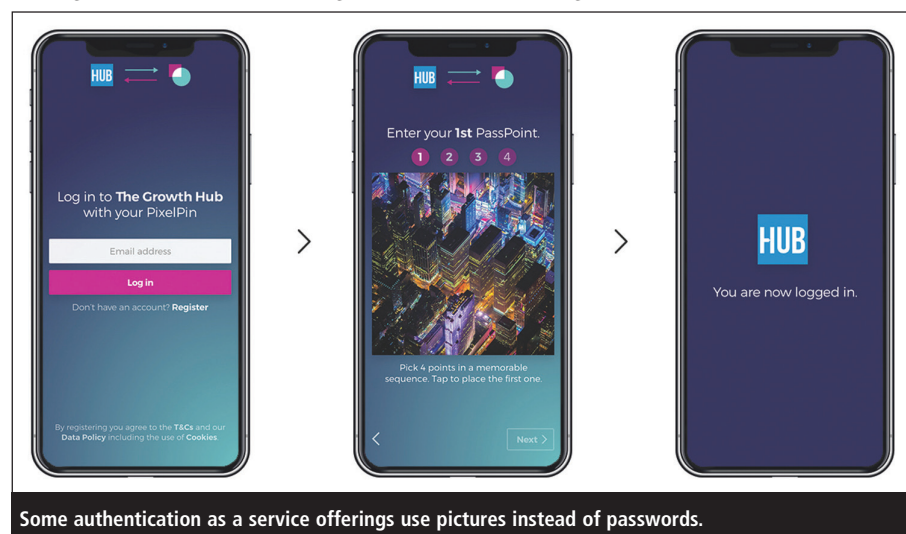 HUB
Log in to The Growth Hub
with your PixelPin
Email address
Log in
Don't have an account? Register
By registering you agree to the T&Cs and our
Data Policy including the use of Cookies
HUB
Enter your 1st PassPoint.
1 2 3 4
Pick 4 points in a memorable
sequence. Tap to place the first one.
Next >
HUB
You are now logged in.
Some authentication as a service offerings use pictures instead of passwords.